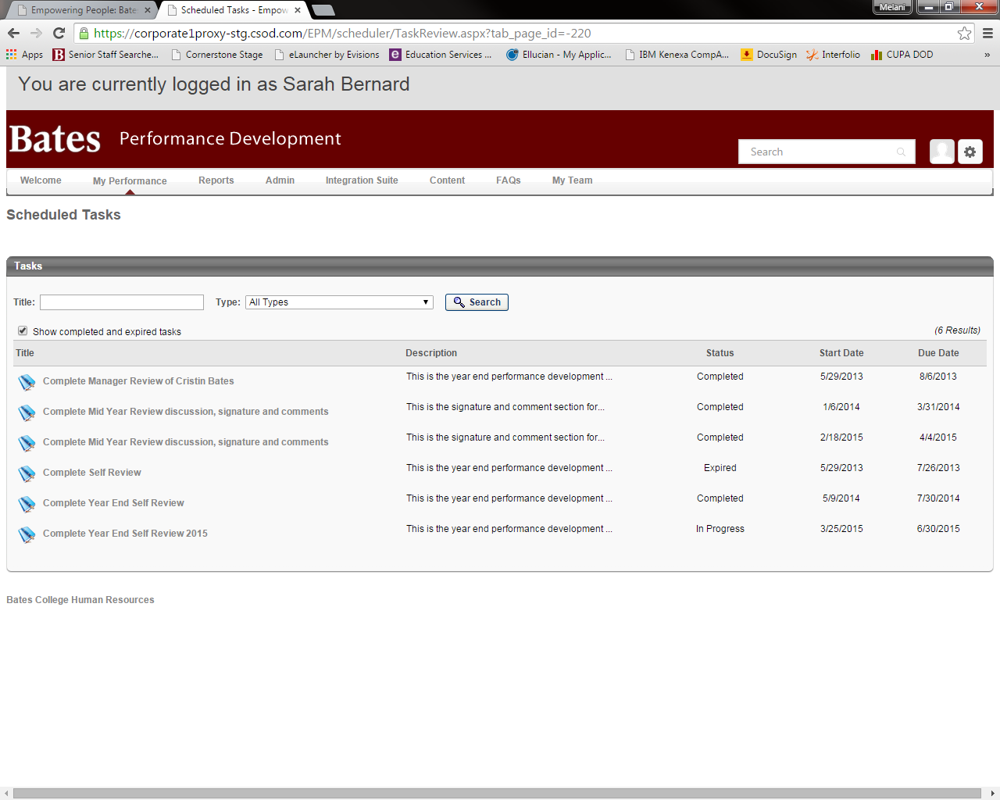 Empowering People: Bate
Scheduled Tasks - Empow
Melani
https://corporate1proxy-stg.csod.com/EPM/scheduler/TaskReview.aspx?tab_page_id=-220
Apps Senior Staff Searche... Cornerstone Stage eLauncher by Evisions Education Services ... Ellucian - My Applic... IBM Kenexa CompA... DocuSign Interfolio CUPA DOD »
You are currently logged in as Sarah Bernard
Bates Performance Development
Search
Welcome My Performance Reports Admin Integration Suite Content FAQs My Team
Scheduled Tasks
Tasks
Title: Type: All Types Search
Show completed and expired tasks (6 Results)
Title Description Status Start Date Due Date
Complete Manager Review of Cristin Bates This is the year end performance development ... Completed 5/29/2013 8/6/2013
Complete Mid Year Review discussion, signature and comments This is the signature and comment section for... Completed 1/6/2014 3/31/2014
Complete Mid Year Review discussion, signature and comments This is the signature and comment section for... Completed 2/18/2015 4/4/2015
Complete Self Review This is the year end performance development ... Expired 5/29/2013 7/26/2013
Complete Year End Self Review This is the year end performance development ... Completed 5/9/2014 7/30/2014
Complete Year End Self Review 2015 This is the year end performance development ... In Progress 3/25/2015 6/30/2015
Bates College Human Resources